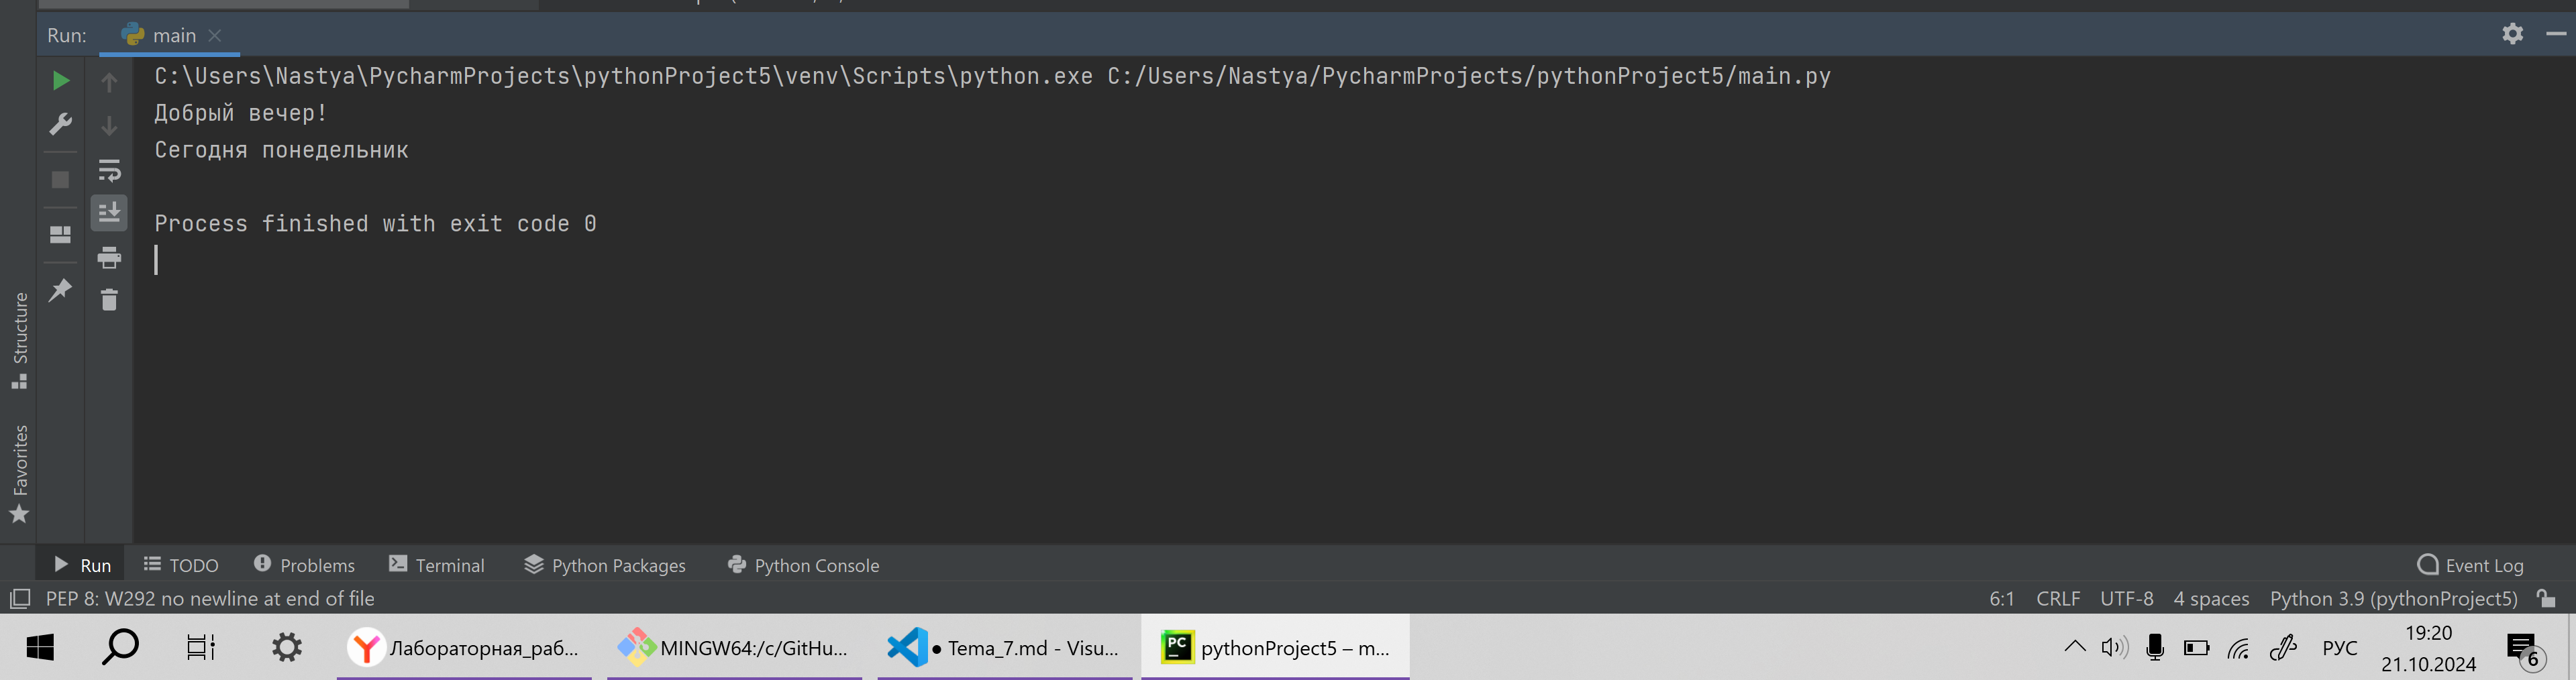 Run: main
C:\Users\Nastya\PycharmProjects\pythonProject5\venv\Scripts\python.exe C:/Users/Nastya/PycharmProjects/pythonProject5/main.py
Добрый вечер!
Сегодня понедельник
Process finished with exit code 0
Structure
Favorites
Run TODO Problems Terminal Python Packages Python Console Event Log
PEP 8: W292 no newline at end of file 6:1 CRLF UTF-8 4 spaces Python 3.9 (pythonProject5)
Лабораторная_раб... MINGW64:/c/GitHu... ● Tema_7.md - Visu... PC pythonProject5 – m... РУС 19:20
21.10.2024 6